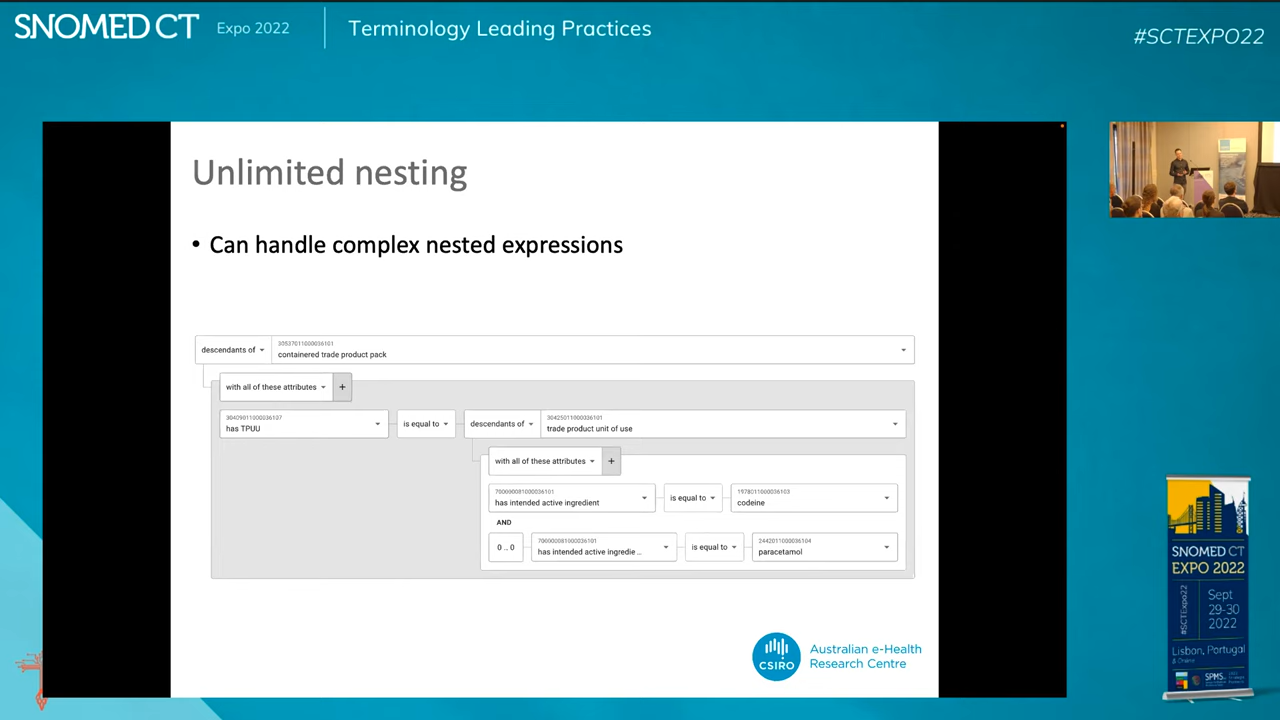 SNOMED CT Expo 2022 Terminology Leading Practices
#SCTEXPO22
Unlimited nesting
• Can handle complex nested expressions
descendants of
30537011000036101
containered trade product pack
with all of these attributes +
30409011000036107
has TPUU
is equal to
descendants of
30425011000036101
trade product unit of use
with all of these attributes +
700000081000036101
has intended active ingredient
is equal to
1978011000036103
codeine
AND
0 .. 0
700000081000036101
has intended active ingredie ...
is equal to
2442011000036104
paracetamol
CSIRO
Australian e-Health
Research Centre
SNOMED CT
EXPO 2022
#SCTExpo22
Sept
29-30
2022
Lisbon, Portugal
& Online
SPMS